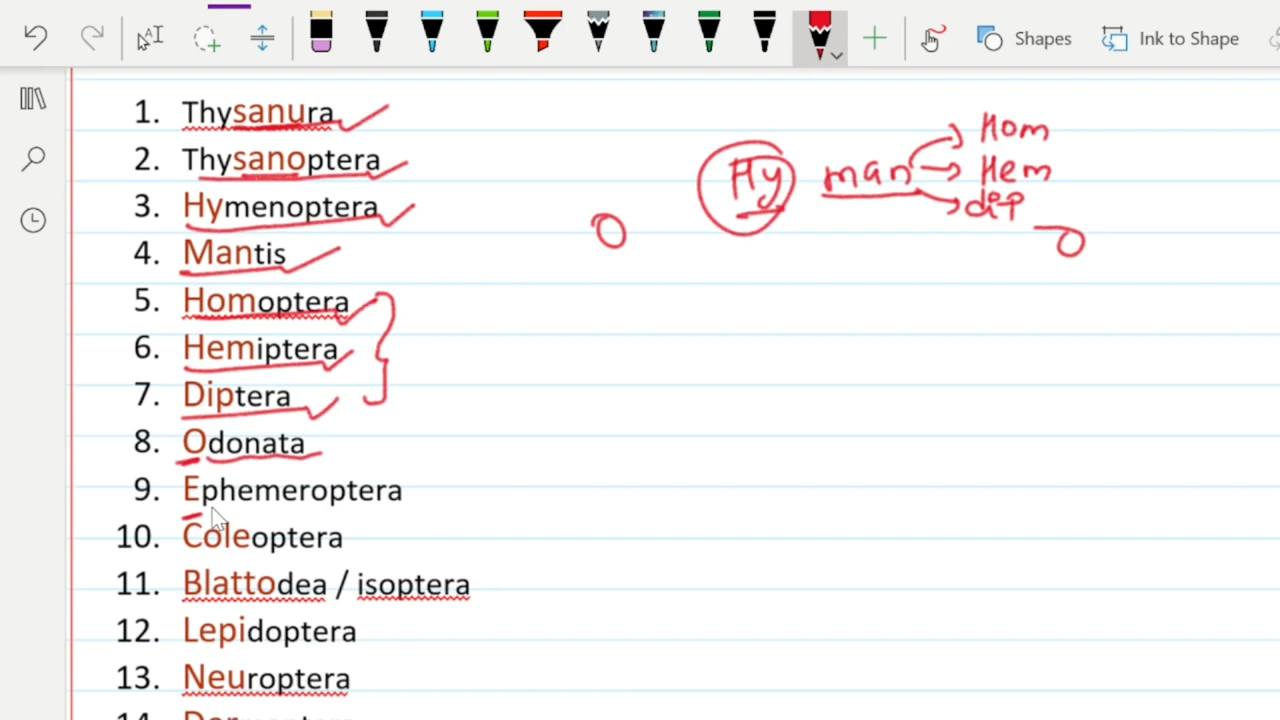 Shapes
Ink to Shape
1. Thysanura
2. Thysanoptera
3. Hymenoptera
4. Mantis
5. Homoptera
6. Hemiptera
7. Diptera
8. Odonata
9. Ephemeroptera
10. Coleoptera
11. Blattodea / isoptera
12. Lepidoptera
13. Neuroptera
Hy man
Hom
Hem
dip